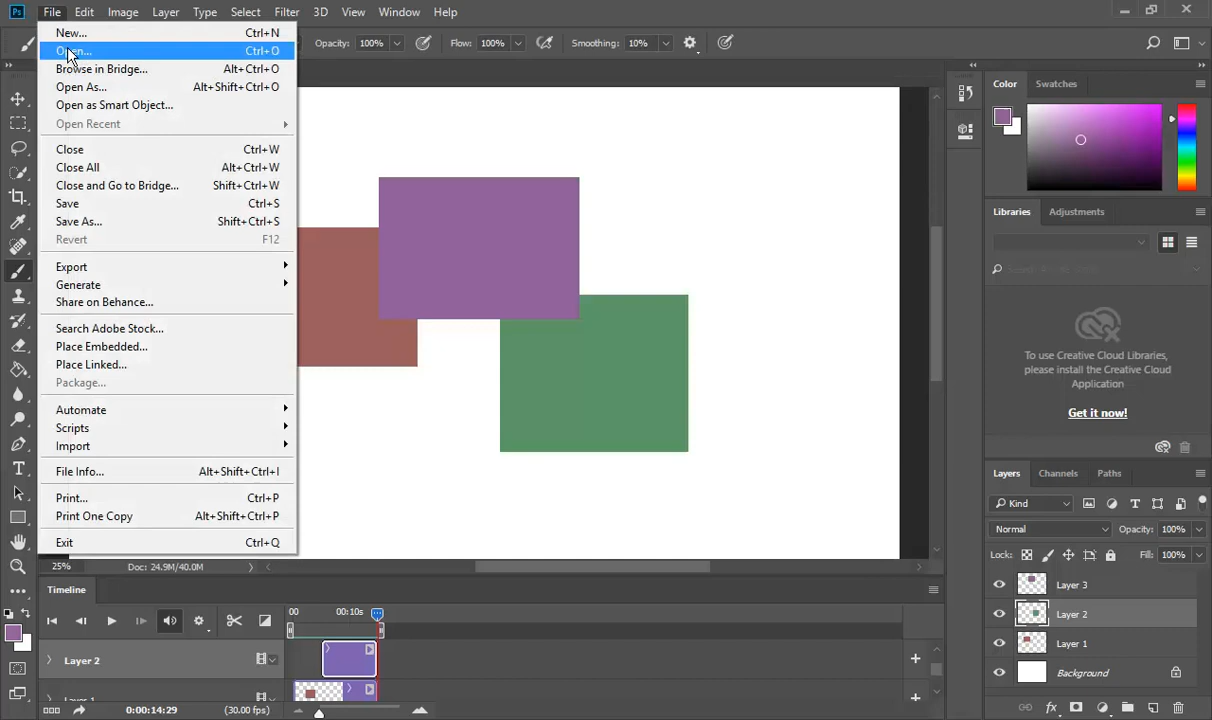 Ps File Edit Image Layer Type Select Filter 3D View Window Help
Opacity: 100% Flow: 100% Smoothing: 10%
New... Ctrl+N
Open... Ctrl+O
Browse in Bridge... Alt+Ctrl+O
Open As... Alt+Shift+Ctrl+O
Open as Smart Object...
Open Recent
Close Ctrl+W
Close All Alt+Ctrl+W
Close and Go to Bridge... Shift+Ctrl+W
Save Ctrl+S
Save As... Shift+Ctrl+S
Revert F12
Export
Generate
Share on Behance...
Search Adobe Stock...
Place Embedded...
Place Linked...
Package...
Automate
Scripts
Import
File Info... Alt+Shift+Ctrl+I
Print... Ctrl+P
Print One Copy Alt+Shift+Ctrl+P
Exit Ctrl+Q
25% Doc: 24.9M/40.0M
Timeline
00 00:10s
Layer 2
Layer 1
0:00:14:29 (30.00 fps)
Color Swatches
Libraries Adjustments
Search Adobe Stock
To use Creative Cloud Libraries,
please install the Creative Cloud
Application
Get it now!
Layers Channels Paths
Kind
Normal Opacity: 100%
Lock: Fill: 100%
Layer 3
Layer 2
Layer 1
Background